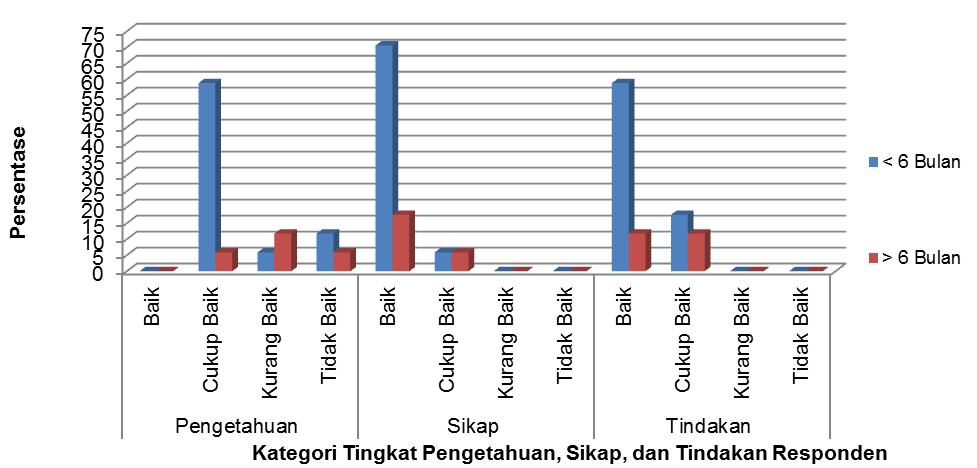 Persentase
75
70
65
60
55
50
45
40
35
30
25
20
15
10
5
0
Baik
Cukup Baik
Kurang Baik
Tidak Baik
Baik
Cukup Baik
Kurang Baik
Tidak Baik
Baik
Cukup Baik
Kurang Baik
Tidak Baik
Pengetahuan
Sikap
Tindakan
Kategori Tingkat Pengetahuan, Sikap, dan Tindakan Responden
< 6 Bulan
> 6 Bulan